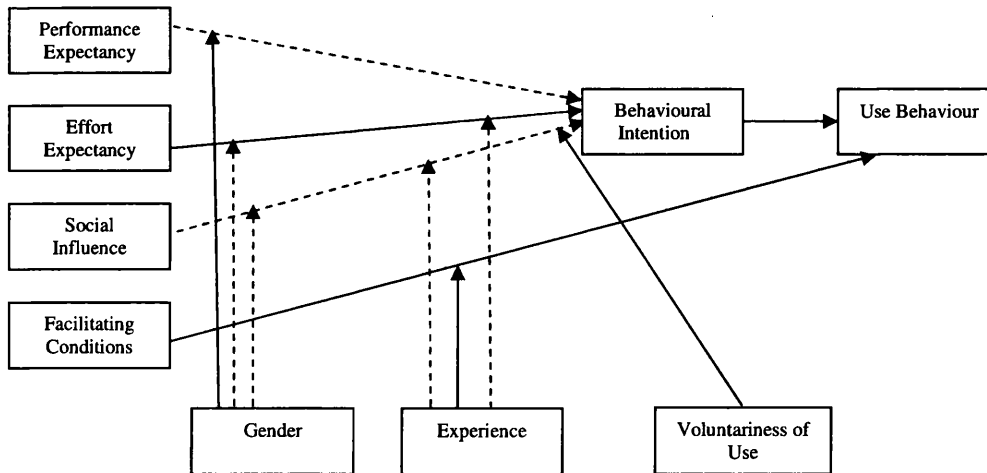 Performance
Expectancy
Effort
Expectancy
Social
Influence
Facilitating
Conditions
Behavioural
Intention
Use Behaviour
Gender
Experience
Voluntariness of
Use